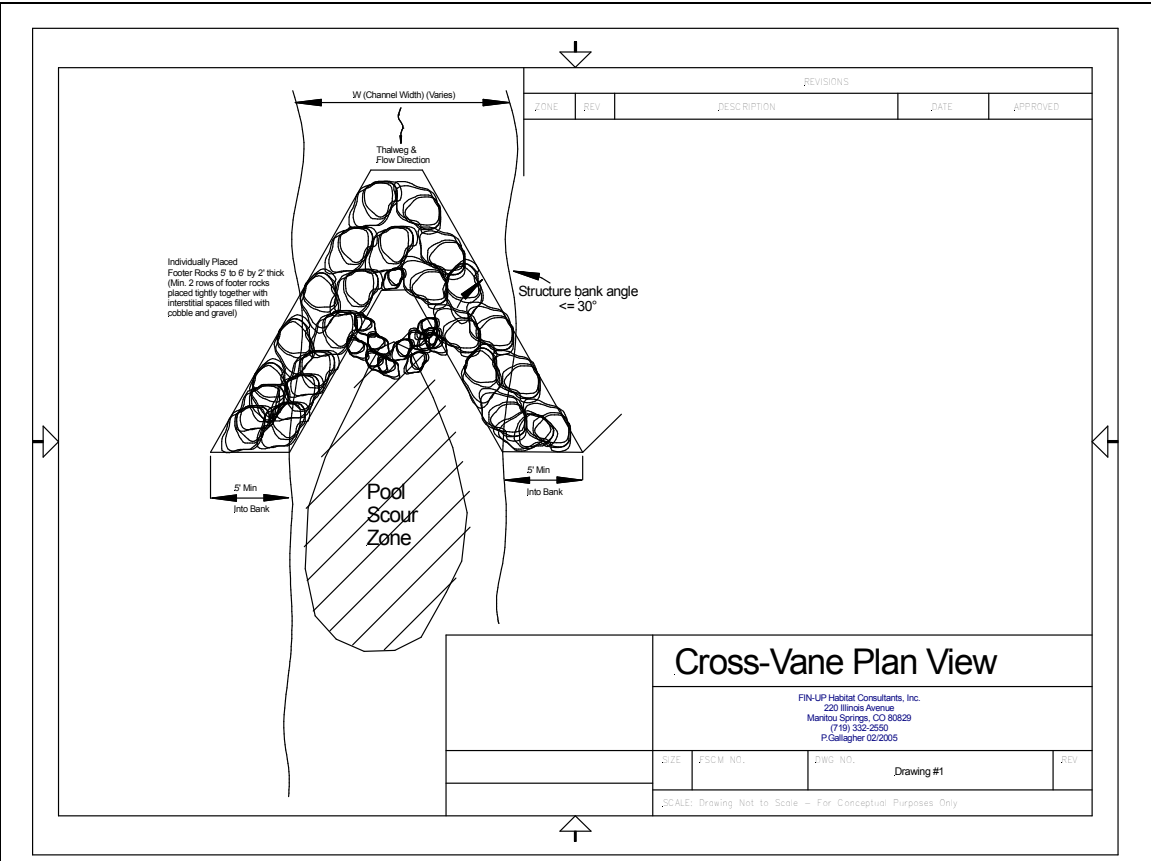 REVISIONS
ZONE REV DESCRIPTION DATE APPROVED
W (Channel Width) (Varies)
Thalweg &
Flow Direction
Individually Placed
Footer Rocks 5' to 6' by 2' thick
(Min. 2 rows of footer rocks
placed tightly together with
interstitial spaces filled with
cobble and gravel)
Structure bank angle
<= 30°
5' Min
Into Bank
5' Min
Into Bank
Pool
Scour
Zone
Cross-Vane Plan View
FIN-UP Habitat Consultants, Inc.
220 Illinois Avenue
Manitou Springs, CO 80829
(719) 332-2550
P.Gallagher 02/2005
SIZE FSCM NO. DWG NO. REV
Drawing #1
SCALE: Drawing Not to Scale – For Conceptual Purposes Only